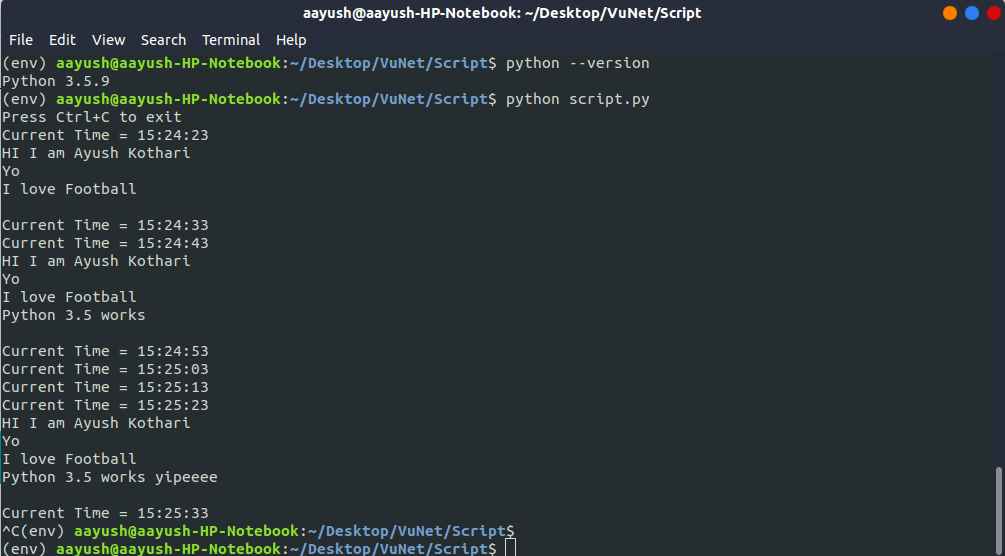 aayush@aayush-HP-Notebook: ~/Desktop/VuNet/Script
File Edit View Search Terminal Help
(env) aayush@aayush-HP-Notebook:~/Desktop/VuNet/Script$ python --version
Python 3.5.9
(env) aayush@aayush-HP-Notebook:~/Desktop/VuNet/Script$ python script.py
Press Ctrl+C to exit
Current Time = 15:24:23
HI I am Ayush Kothari
Yo
I love Football

Current Time = 15:24:33
Current Time = 15:24:43
HI I am Ayush Kothari
Yo
I love Football
Python 3.5 works

Current Time = 15:24:53
Current Time = 15:25:03
Current Time = 15:25:13
Current Time = 15:25:23
HI I am Ayush Kothari
Yo
I love Football
Python 3.5 works yipeeee

Current Time = 15:25:33
^C(env) aayush@aayush-HP-Notebook:~/Desktop/VuNet/Script$
(env) aayush@aayush-HP-Notebook:~/Desktop/VuNet/Script$